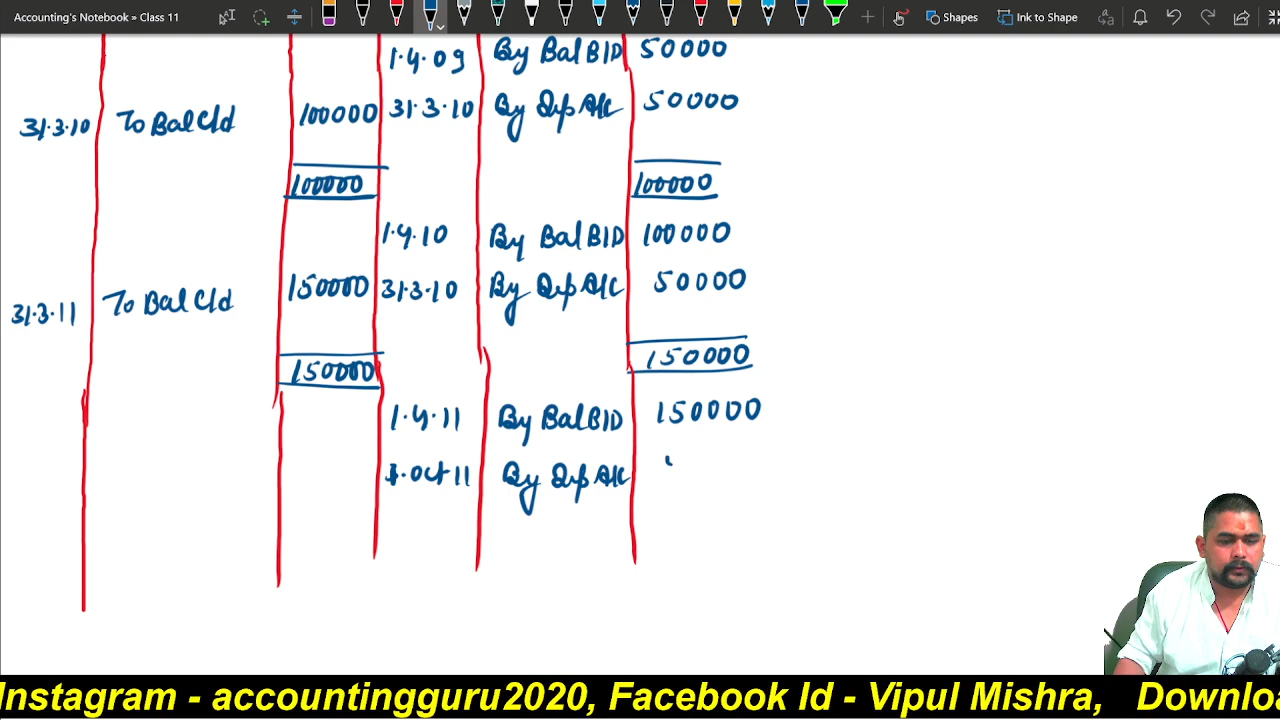 Accounting's Notebook » Class 11
Shapes
Ink to Shape
1.4.09 By Bal B/D 50000
31.3.10 To Bal C/d 100000 31.3.10 By Dep A/C 50000
100000 100000
1.4.10 By Bal B/D 100000
31.3.11 To Bal C/d 150000 31.3.10 By Dep A/C 50000
150000 150000
1.4.11 By Bal B/D 150000
1.Oct 11 By Dep A/C
Instagram - accountingguru2020, Facebook Id - Vipul Mishra, Downlo